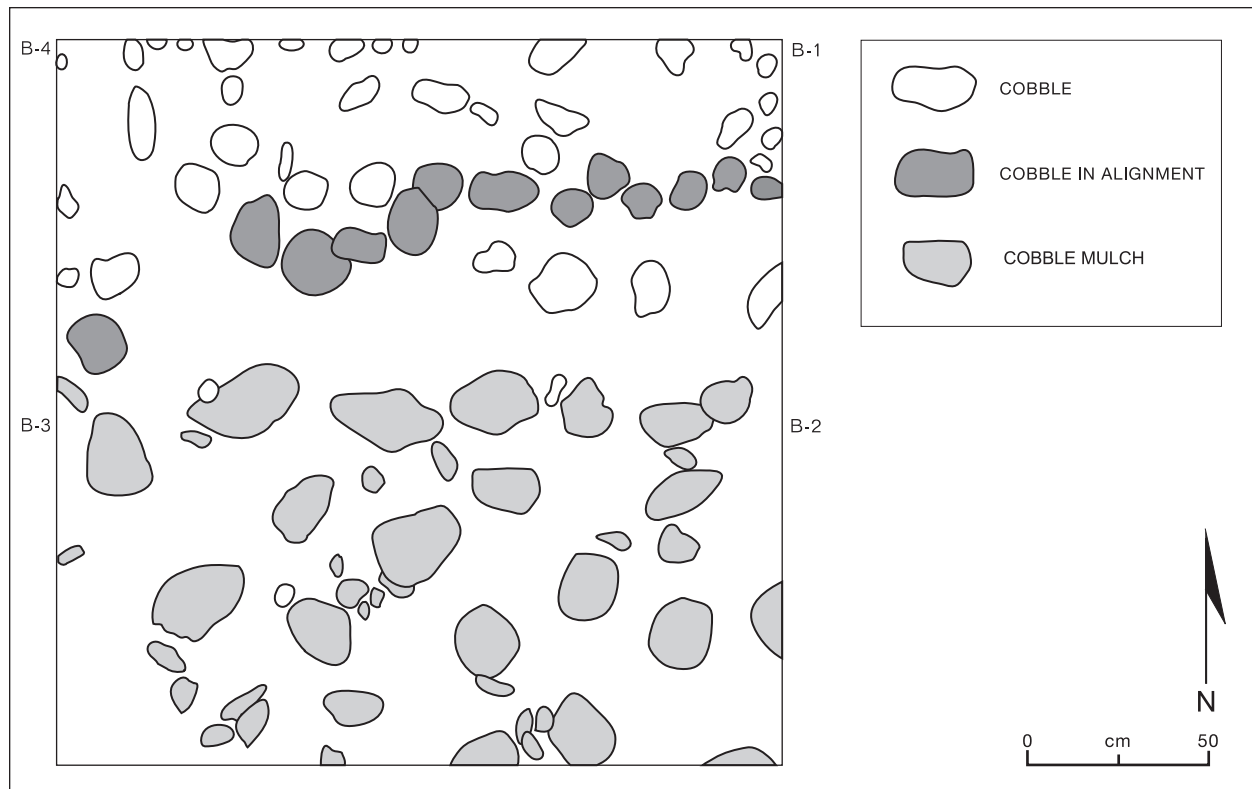 B-4
B-1
COBBLE
COBBLE IN ALIGNMENT
COBBLE MULCH
B-3
B-2
N
0 cm 50